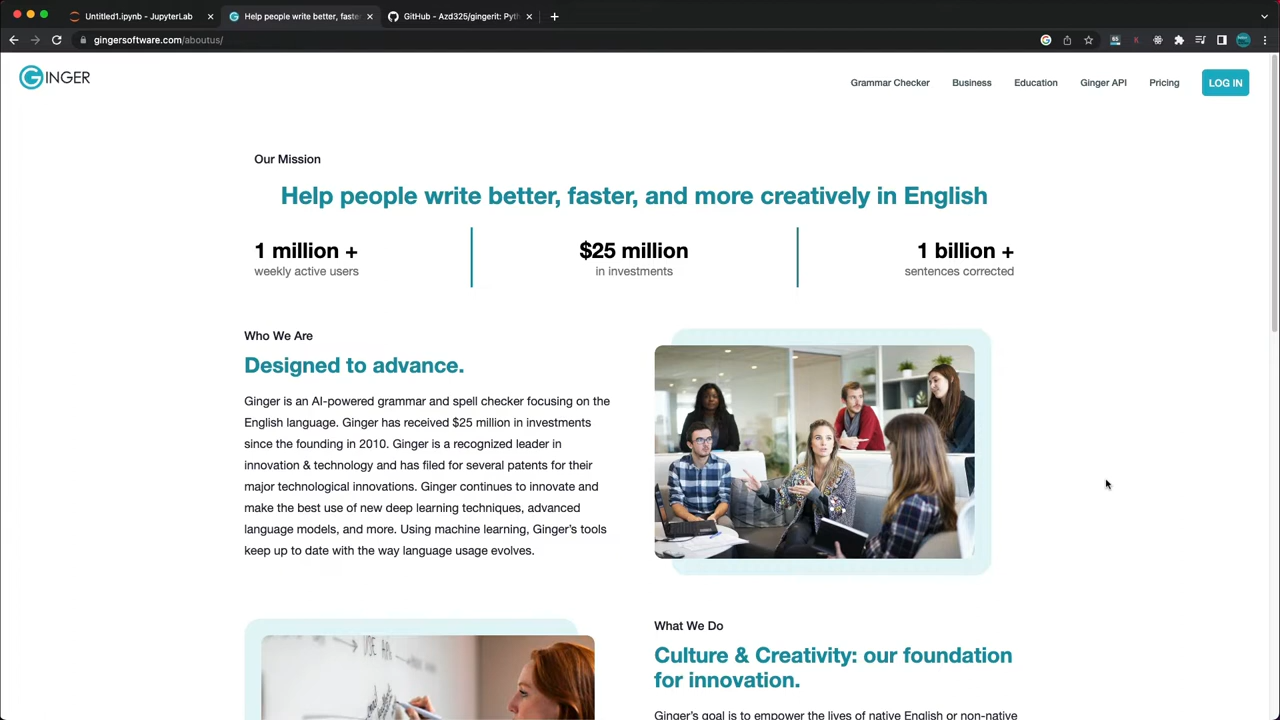 Untitled1.ipynb - JupyterLab
Help people write better, faste
GitHub - Azd325/gingerit: Pyth
gingersoftware.com/aboutus/
GINGER
Grammar Checker
Business
Education
Ginger API
Pricing
LOG IN
Our Mission
Help people write better, faster, and more creatively in English
1 million +
weekly active users
$25 million
in investments
1 billion +
sentences corrected
Who We Are
Designed to advance.
Ginger is an AI-powered grammar and spell checker focusing on the
English language. Ginger has received $25 million in investments
since the founding in 2010. Ginger is a recognized leader in
innovation & technology and has filed for several patents for their
major technological innovations. Ginger continues to innovate and
make the best use of new deep learning techniques, advanced
language models, and more. Using machine learning, Ginger's tools
keep up to date with the way language usage evolves.
What We Do
Culture & Creativity: our foundation
for innovation.
Ginger's goal is to empower the lives of native English or non-native